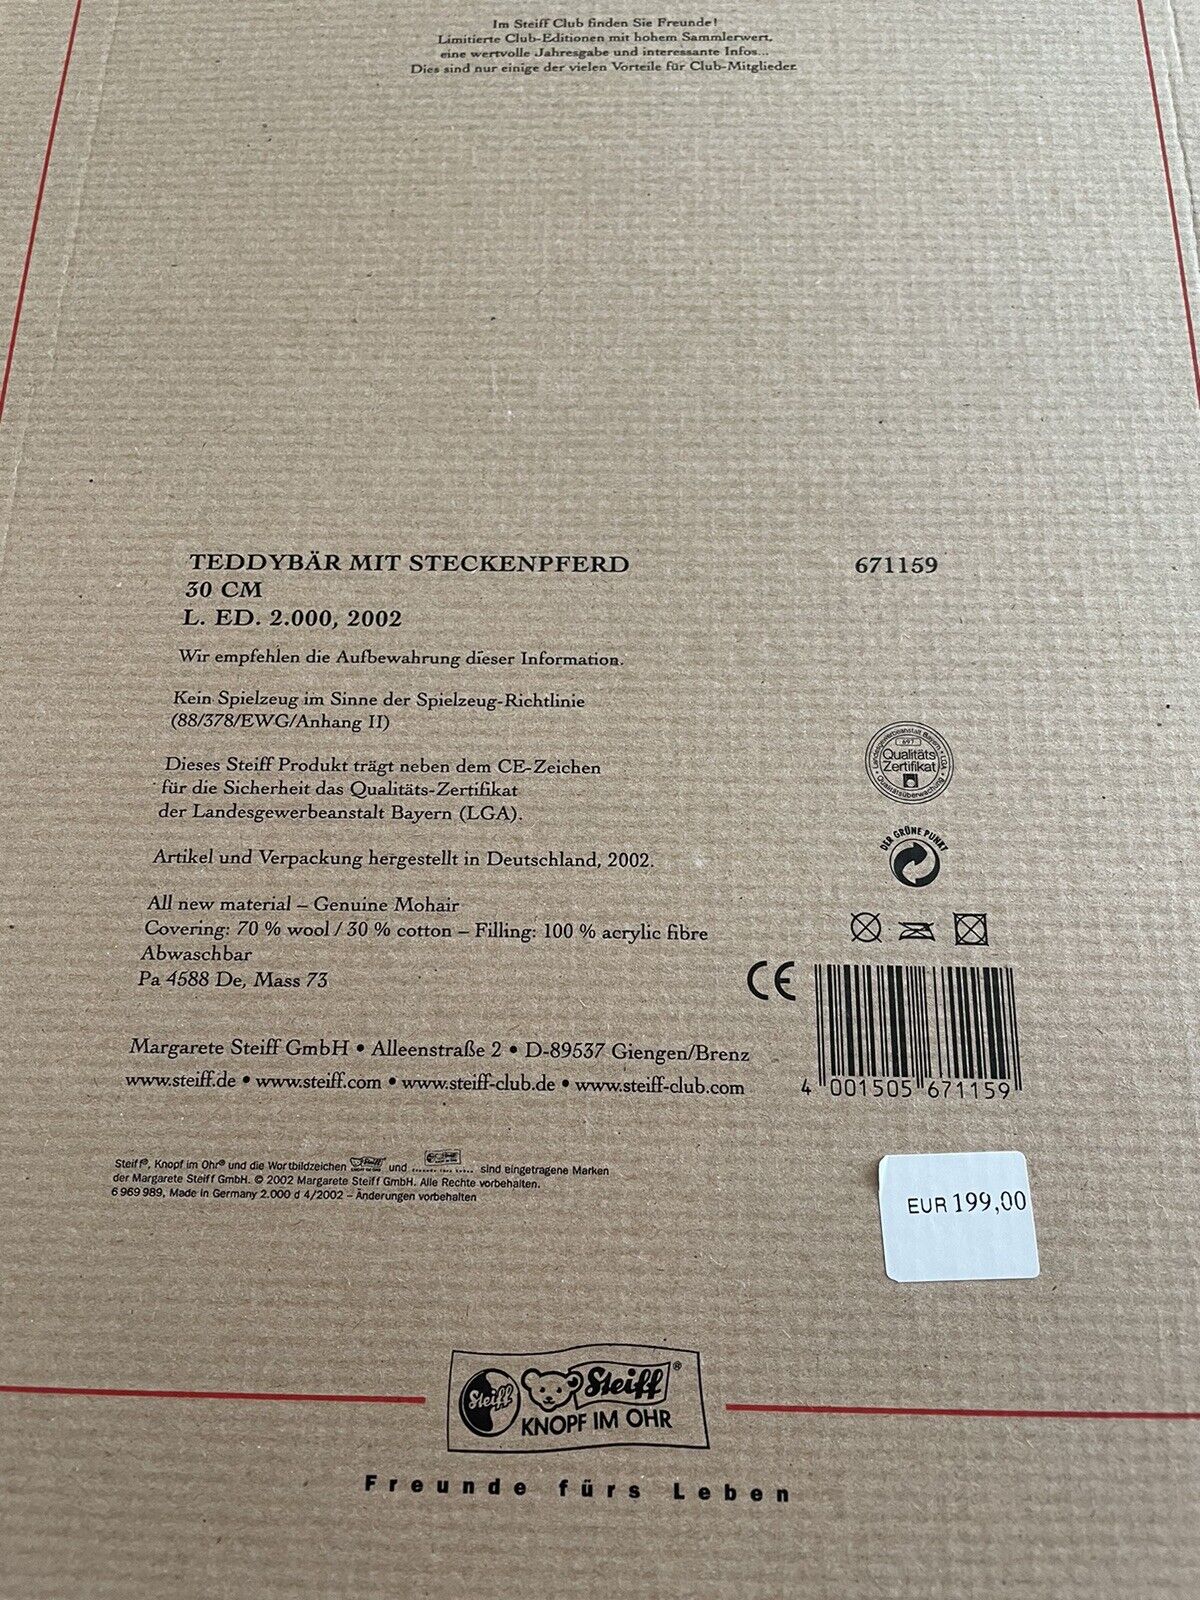 Im Steiff Club finden Sie Freunde!
Limitierte Club-Editionen mit hohem Sammlerwert,
eine wertvolle Jahresgabe und interessante Infos...
Dies sind nur einige der vielen Vorteile für Club-Mitglieder.
TEDDYBÄR MIT STECKENPFERD 671159
30 CM
L. ED. 2.000, 2002
Wir empfehlen die Aufbewahrung dieser Information.
Kein Spielzeug im Sinne der Spielzeug-Richtlinie
(88/378/EWG/Anhang II)
Dieses Steiff Produkt trägt neben dem CE-Zeichen
für die Sicherheit das Qualitäts-Zertifikat
der Landesgewerbeanstalt Bayern (LGA).
Landesgewerbeanstalt Bayern • LGA •
Qualitäts
Zertifikat
Qualitätsüberwachung
DER GRÜNE PUNKT
Artikel und Verpackung hergestellt in Deutschland, 2002.
All new material – Genuine Mohair
Covering: 70 % wool / 30 % cotton – Filling: 100 % acrylic fibre
Abwaschbar
Pa 4588 De, Mass 73
CE
Margarete Steiff GmbH • Alleenstraße 2 • D-89537 Giengen/Brenz
www.steiff.de • www.steiff.com • www.steiff-club.de • www.steiff-club.com
4 001505 671159
Steiff®, Knopf im Ohr® und die Wortbildzeichen Steiff KNOPF IM OHR und sind eingetragene Marken
der Margarete Steiff GmbH. © 2002 Margarete Steiff GmbH. Alle Rechte vorbehalten.
6 969 989, Made in Germany 2.000 d 4/2002 – Änderungen vorbehalten
EUR 199,00
Steiff Steiff®
KNOPF IM OHR
Freunde fürs Leben